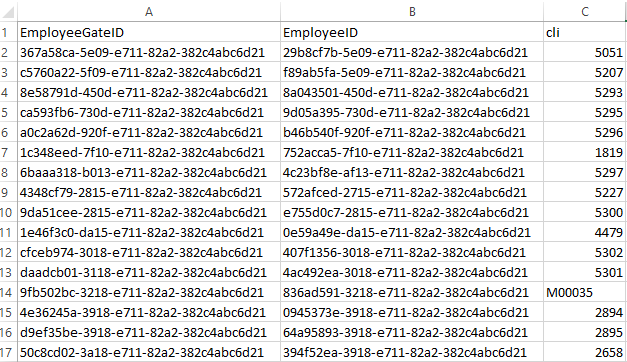 A B C
1 EmployeeGateID EmployeeID cli
2 367a58ca-5e09-e711-82a2-382c4abc6d21 29b8cf7b-5e09-e711-82a2-382c4abc6d21 5051
3 c5760a22-5f09-e711-82a2-382c4abc6d21 f89ab5fa-5e09-e711-82a2-382c4abc6d21 5207
4 8e58791d-450d-e711-82a2-382c4abc6d21 8a043501-450d-e711-82a2-382c4abc6d21 5293
5 ca593fb6-730d-e711-82a2-382c4abc6d21 9d05a395-730d-e711-82a2-382c4abc6d21 5295
6 a0c2a62d-920f-e711-82a2-382c4abc6d21 b46b540f-920f-e711-82a2-382c4abc6d21 5296
7 1c348eed-7f10-e711-82a2-382c4abc6d21 752acca5-7f10-e711-82a2-382c4abc6d21 1819
8 6baaa318-b013-e711-82a2-382c4abc6d21 4c23bf8e-af13-e711-82a2-382c4abc6d21 5297
9 4348cf79-2815-e711-82a2-382c4abc6d21 572afced-2715-e711-82a2-382c4abc6d21 5227
10 9da51cee-2815-e711-82a2-382c4abc6d21 e755d0c7-2815-e711-82a2-382c4abc6d21 5300
11 1e46f3c0-da15-e711-82a2-382c4abc6d21 0e59a49e-da15-e711-82a2-382c4abc6d21 4479
12 cfceb974-3018-e711-82a2-382c4abc6d21 407f1356-3018-e711-82a2-382c4abc6d21 5302
13 daadcb01-3118-e711-82a2-382c4abc6d21 4ac492ea-3018-e711-82a2-382c4abc6d21 5301
14 9fb502bc-3218-e711-82a2-382c4abc6d21 836ad591-3218-e711-82a2-382c4abc6d21 M00035
15 4e36245a-3918-e711-82a2-382c4abc6d21 0945373e-3918-e711-82a2-382c4abc6d21 2894
16 d9ef35be-3918-e711-82a2-382c4abc6d21 64a95893-3918-e711-82a2-382c4abc6d21 2895
17 50c8cd02-3a18-e711-82a2-382c4abc6d21 394f52ea-3918-e711-82a2-382c4abc6d21 2658